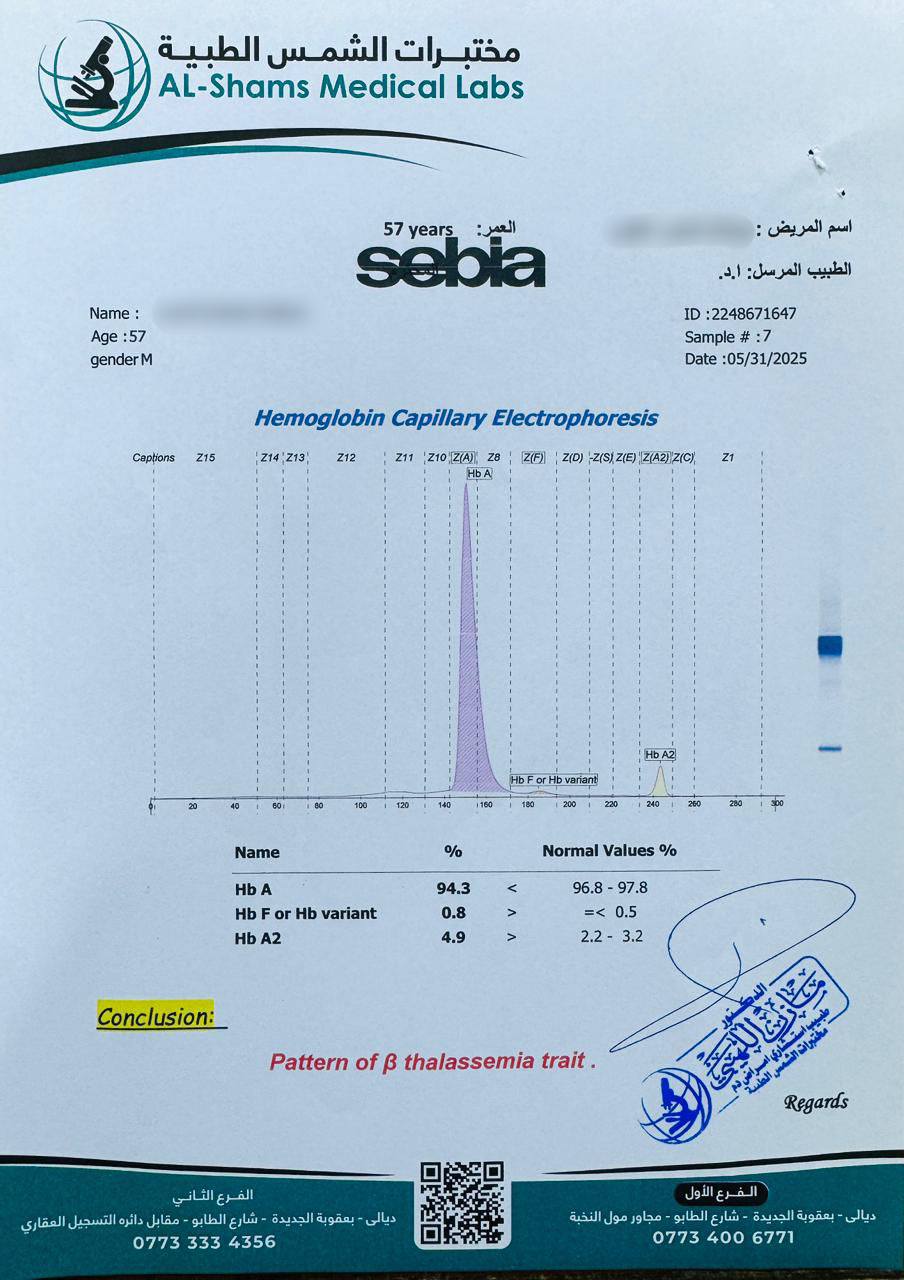 مختبرات الشمس الطبية
AL-Shams Medical Labs
اسم المريض :
العمر: 57 years
sebia
الطبيب المرسل: ا.د.
Name :
ID :2248671647
Age :57
Sample # :7
gender M
Date :05/31/2025
Hemoglobin Capillary Electrophoresis
Captions Z15 Z14 Z13 Z12 Z11 Z10 Z(A) Z8 Z(F) Z(D) Z(S) Z(E) Z(A2) Z(C) Z1
Hb A
Hb A2
Hb F or Hb variant
0 20 40 60 80 100 120 140 160 180 200 220 240 260 280 300
Name % Normal Values %
Hb A 94.3 < 96.8 - 97.8
Hb F or Hb variant 0.8 > =< 0.5
Hb A2 4.9 > 2.2 - 3.2
Conclusion:
Pattern of β thalassemia trait .
الدكتور
مختبرات الشمس الطبية
Regards
الفرع الأول
ديالى - بعقوبة الجديدة - شارع الطابو - مجاور مول النخبة
0773 400 6771
الفرع الثاني
ديالى - بعقوبة الجديدة - شارع الطابو - مقابل دائره التسجيل العقاري
0773 333 4356